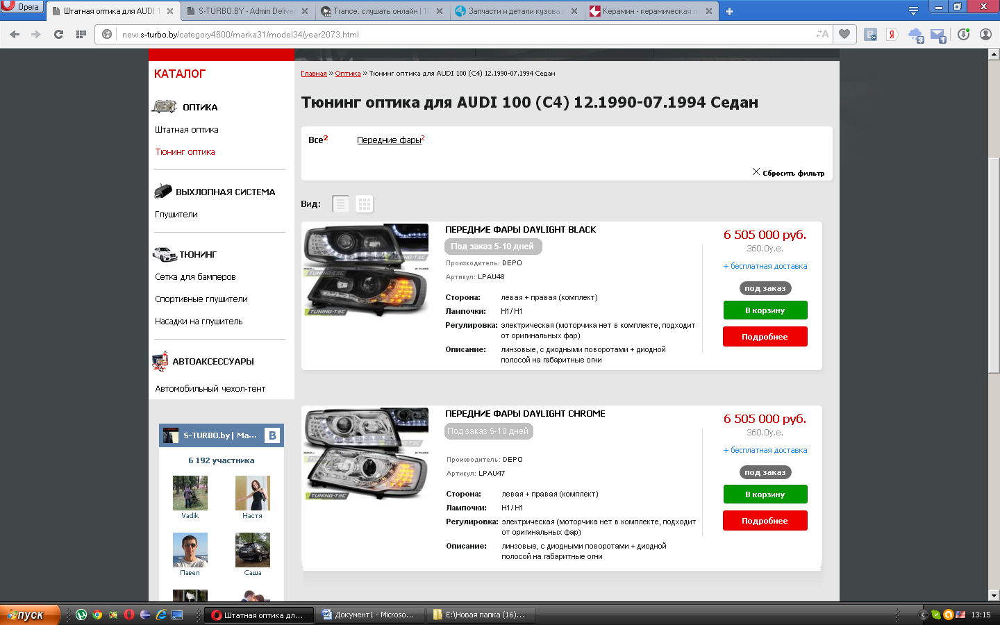 Opera
Штатная оптика для AUDI 1
S-TURBO.BY - Admin Deliver
Trance, слушать онлайн | 10
Запчасти и детали кузова д
Керамин - керамическая п
new.s-turbo.by/category4600/marka31/model34/year2073.html
КАТАЛОГ
ОПТИКА
Штатная оптика
Тюнинг оптика
ВЫХЛОПНАЯ СИСТЕМА
Глушители
ТЮНИНГ
Сетка для бамперов
Спортивные глушители
Насадки на глушитель
АВТОАКСЕССУАРЫ
Автомобильный чехол-тент
S-TURBO.by | Ма...
В
6 192 участника
Vadik
Настя
Павел
Саша
Главная » Оптика » Тюнинг оптика для AUDI 100 (C4) 12.1990-07.1994 Седан
Тюнинг оптика для AUDI 100 (C4) 12.1990-07.1994 Седан
Все2 Передние фары2
Сбросить фильтр
Вид:
TUNING-TEC
ПЕРЕДНИЕ ФАРЫ DAYLIGHT BLACK
Под заказ 5-10 дней
Производитель: DEPO
Артикул: LPAU48
Сторона: левая + правая (комплект)
Лампочки: H1/H1
Регулировка: электрическая (моторчика нет в комплекте, подходит
от оригинальных фар)
Описание: линзовые, с диодными поворотами + диодной
полосой на габаритные огни
6 505 000 руб.
360.0у.е.
+ бесплатная доставка
под заказ
В корзину
Подробнее
TUNING-TEC
ПЕРЕДНИЕ ФАРЫ DAYLIGHT CHROME
Под заказ 5-10 дней
Производитель: DEPO
Артикул: LPAU47
Сторона: левая + правая (комплект)
Лампочки: H1/H1
Регулировка: электрическая (моторчика нет в комплекте, подходит
от оригинальных фар)
Описание: линзовые, с диодными поворотами + диодной
полосой на габаритные огни
6 505 000 руб.
360.0у.е.
+ бесплатная доставка
под заказ
В корзину
Подробнее
пуск
Штатная оптика дл...
Документ1 - Microso...
E:\Новая папка (16)...
13:15